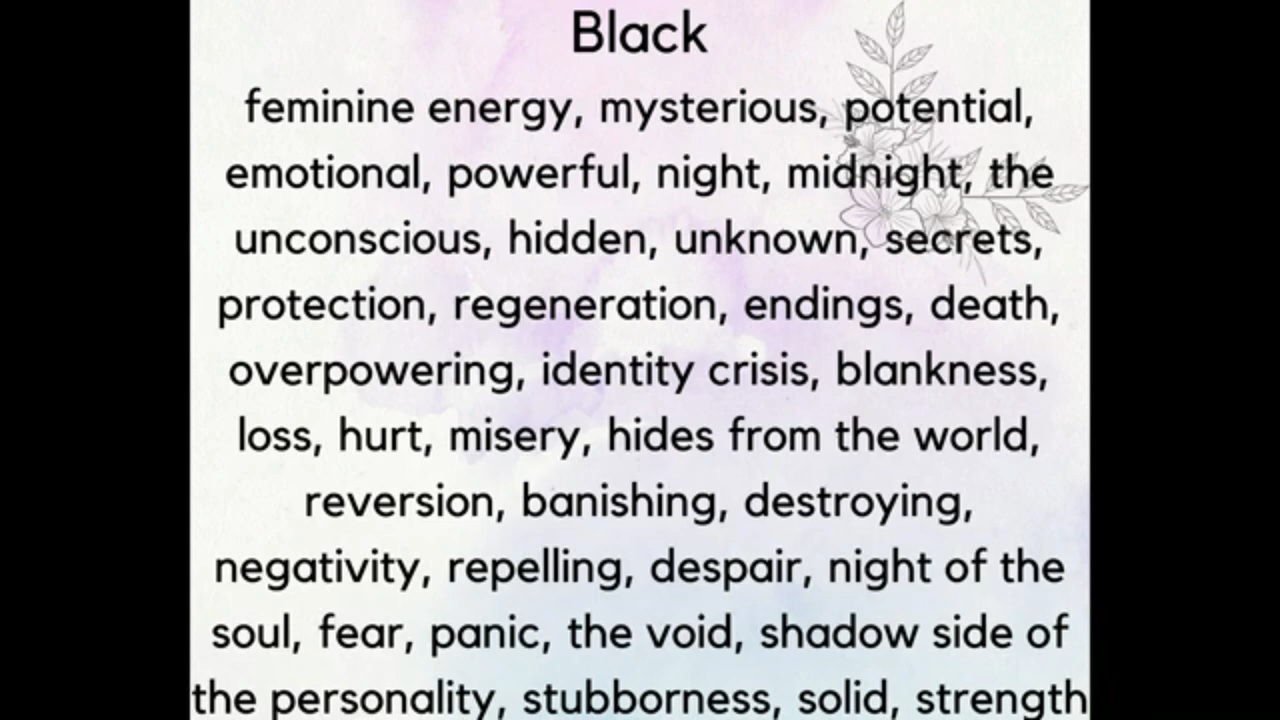 Black
feminine energy, mysterious, potential,
emotional, powerful, night, midnight, the
unconscious, hidden, unknown, secrets,
protection, regeneration, endings, death,
overpowering, identity crisis, blankness,
loss, hurt, misery, hides from the world,
reversion, banishing, destroying,
negativity, repelling, despair, night of the
soul, fear, panic, the void, shadow side of
the personality, stubborness, solid, strength